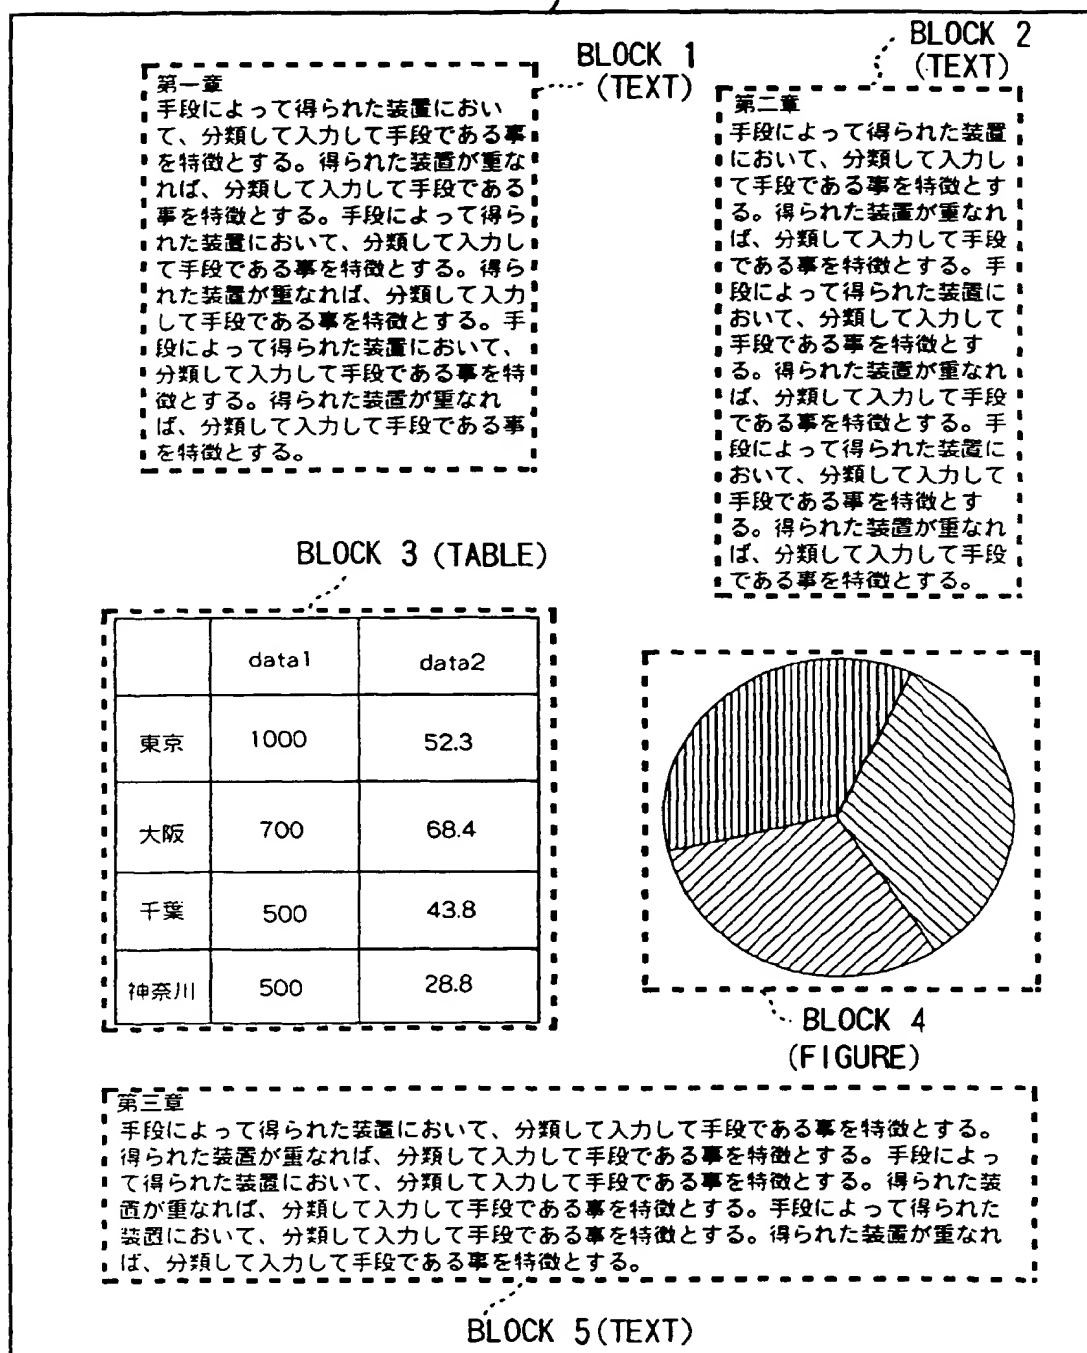 BLOCK 1
(TEXT)
第一章
手段によって得られた装置におい
て、分類して入力して手段である事
を特徴とする。得られた装置が重な
れば、分類して入力して手段である
事を特徴とする。手段によって得ら
れた装置において、分類して入力し
て手段である事を特徴とする。得ら
れた装置が重なれば、分類して入力
して手段である事を特徴とする。手
段によって得られた装置において、
分類して入力して手段である事を特
徴とする。得られた装置が重なれ
ば、分類して入力して手段である事
を特徴とする。
BLOCK 2
(TEXT)
第二章
手段によって得られた装置
において、分類して入力し
て手段である事を特徴とす
る。得られた装置が重なれ
ば、分類して入力して手段
である事を特徴とする。手
段によって得られた装置に
おいて、分類して入力して
手段である事を特徴とす
る。得られた装置が重なれ
ば、分類して入力して手段
である事を特徴とする。手
段によって得られた装置に
おいて、分類して入力して
手段である事を特徴とす
る。得られた装置が重なれ
ば、分類して入力して手段
である事を特徴とする。
BLOCK 3 (TABLE)
data1 data2
東京 1000 52.3
大阪 700 68.4
千葉 500 43.8
神奈川 500 28.8
BLOCK 4
(FIGURE)
第三章
手段によって得られた装置において、分類して入力して手段である事を特徴とする。
得られた装置が重なれば、分類して入力して手段である事を特徴とする。手段によっ
て得られた装置において、分類して入力して手段である事を特徴とする。得られた装
置が重なれば、分類して入力して手段である事を特徴とする。手段によって得られた
装置において、分類して入力して手段である事を特徴とする。得られた装置が重なれ
ば、分類して入力して手段である事を特徴とする。
BLOCK 5(TEXT)